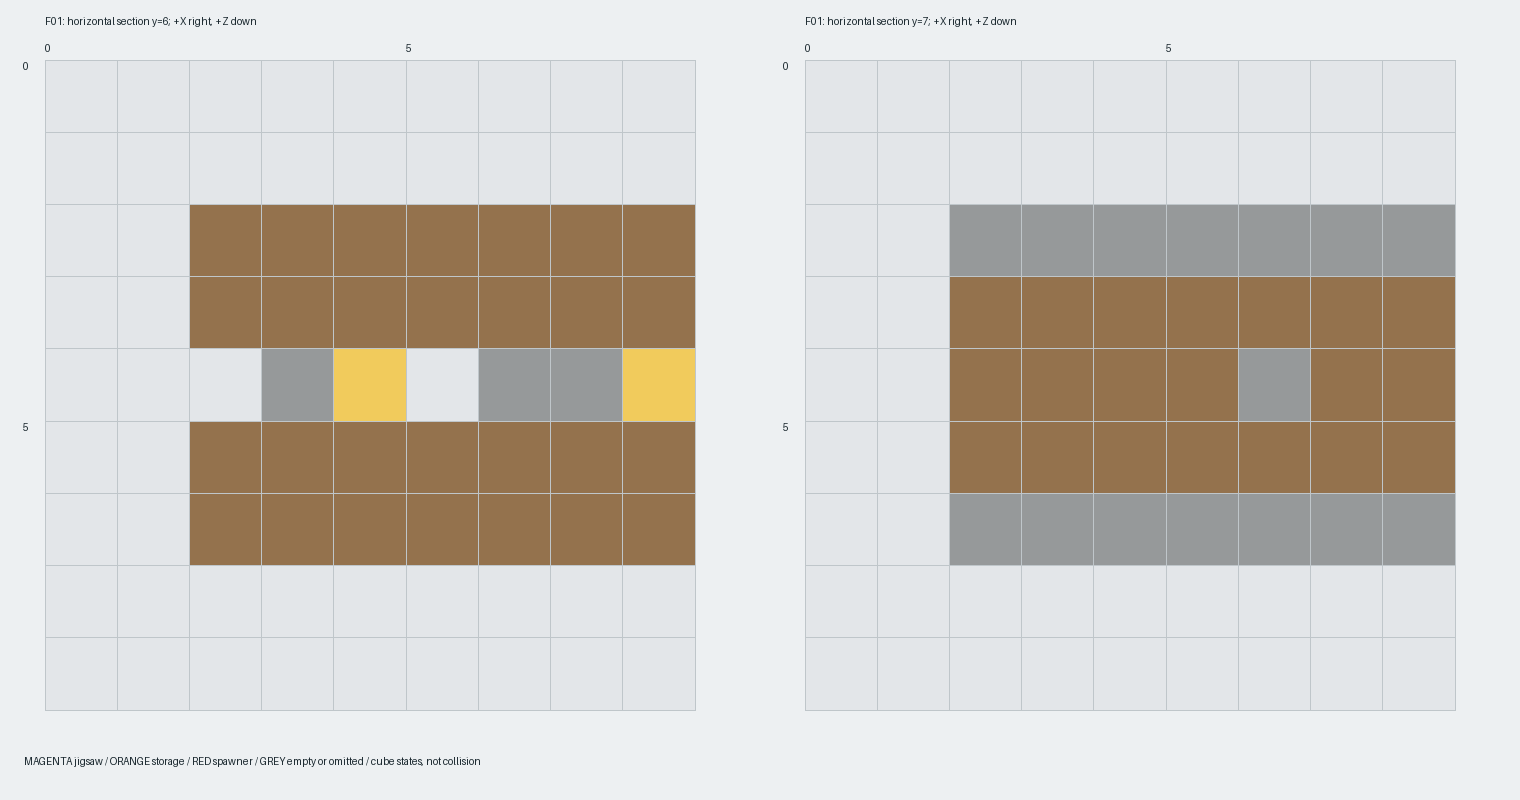 F01: horizontal section y=6; +X right, +Z down
F01: horizontal section y=7; +X right, +Z down
0 5
0 5
0
5
0
5
MAGENTA jigsaw / ORANGE storage / RED spawner / GREY empty or omitted / cube states, not collision